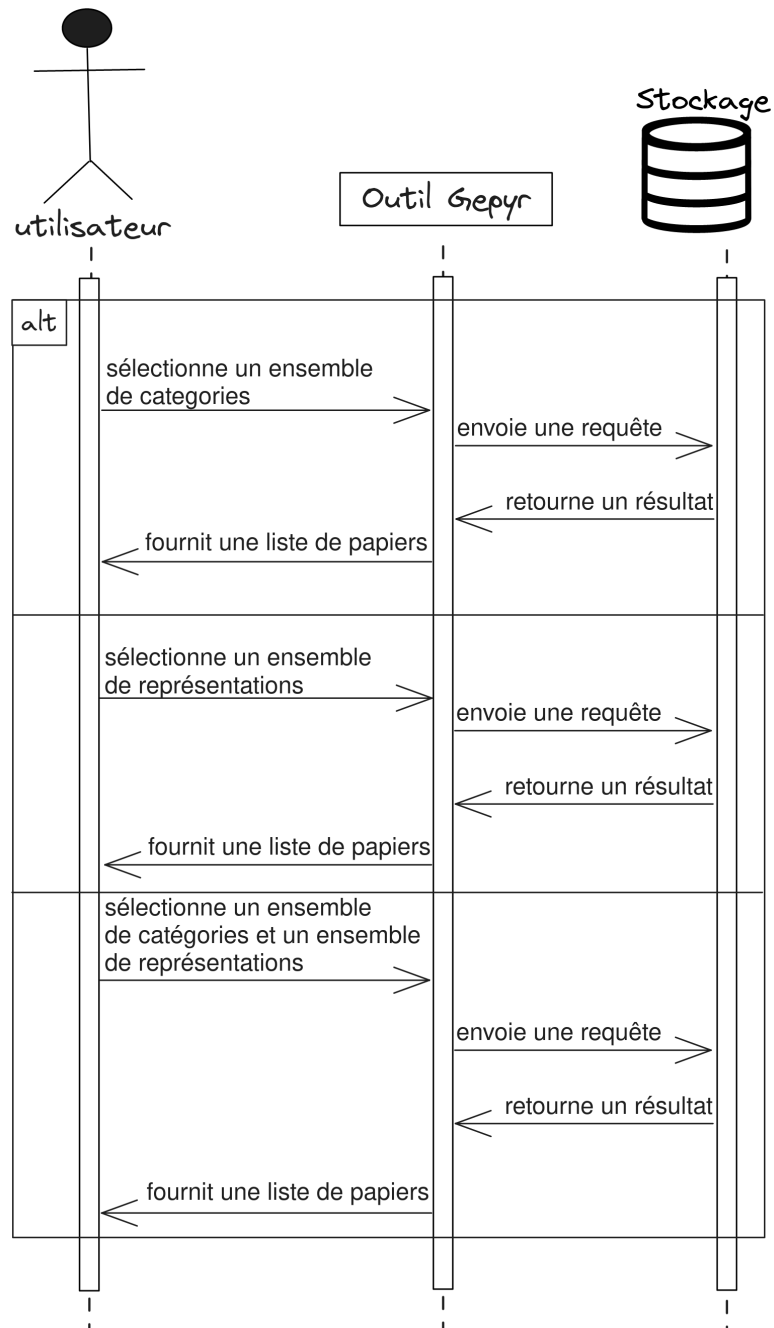 Stockage
Outil Gepyr
utilisateur
alt
sélectionne un ensemble
de categories
envoie une requête
retourne un résultat
fournit une liste de papiers
sélectionne un ensemble
de représentations
envoie une requête
retourne un résultat
fournit une liste de papiers
sélectionne un ensemble
de catégories et un ensemble
de représentations
envoie une requête
retourne un résultat
fournit une liste de papiers